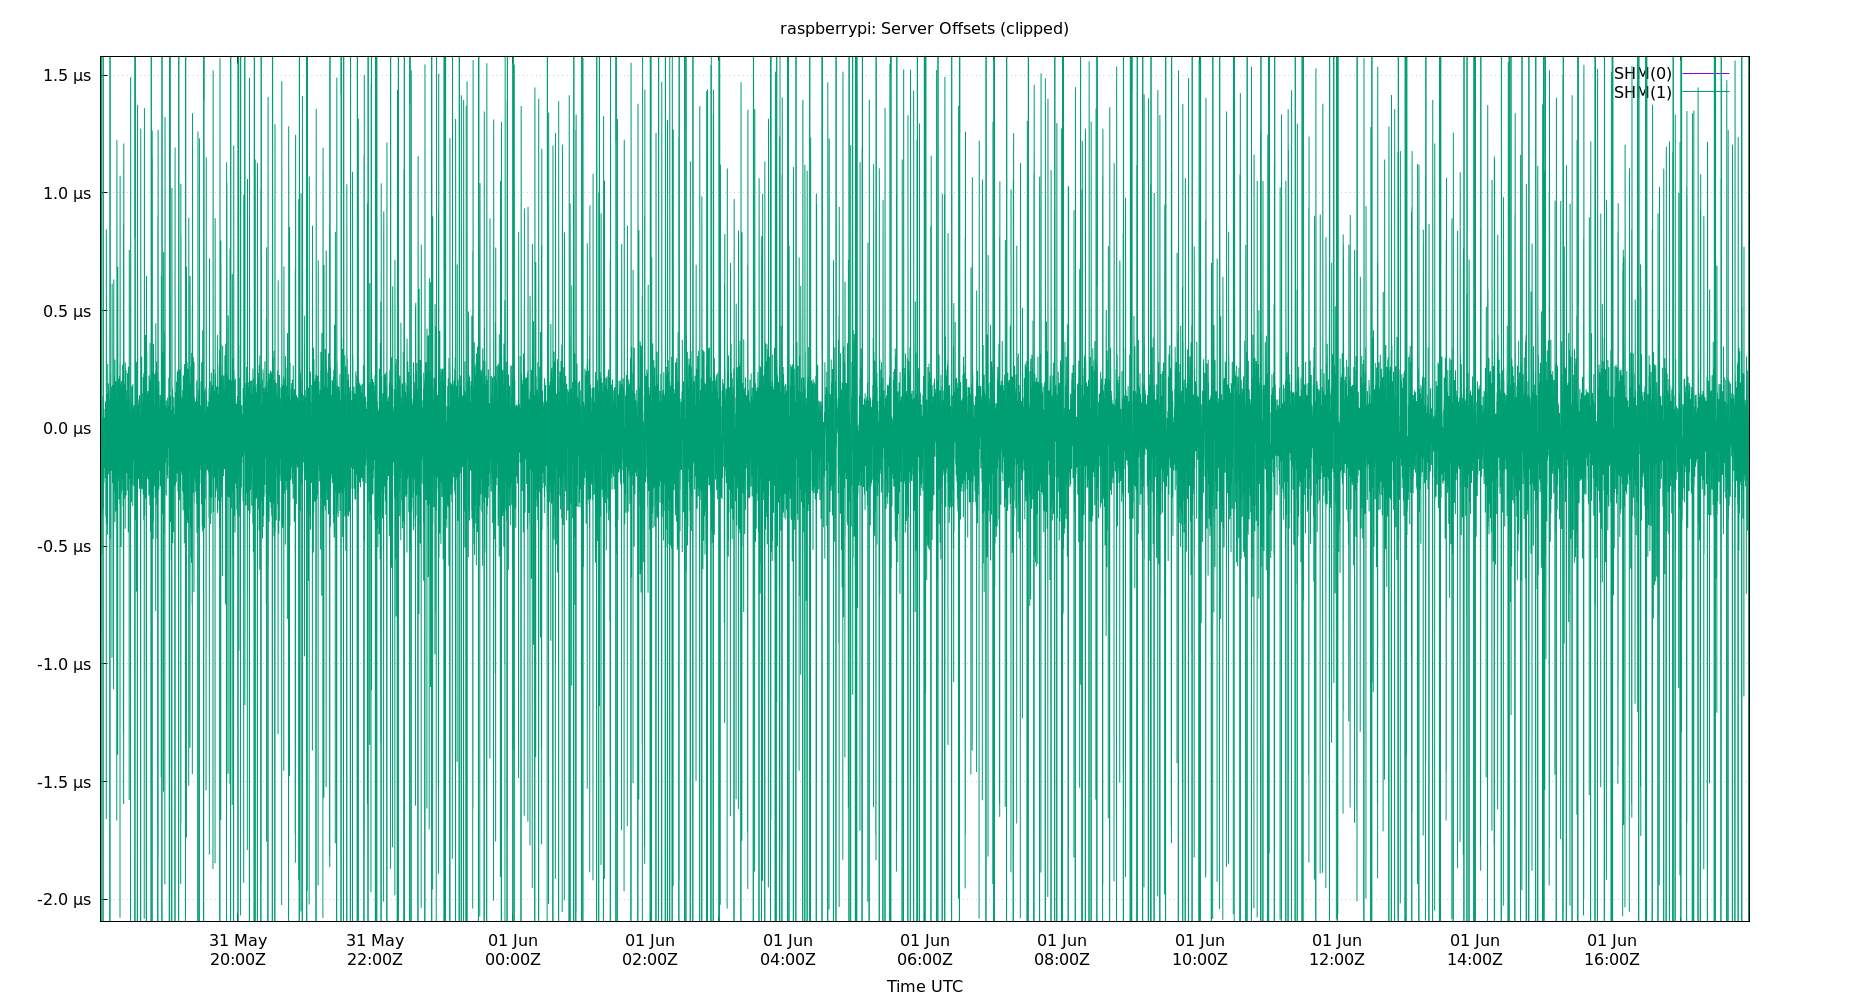 raspberrypi: Server Offsets (clipped)
1.5 µs
1.0 µs
0.5 µs
0.0 µs
-0.5 µs
-1.0 µs
-1.5 µs
-2.0 µs
SHM(0)
SHM(1)
31 May 31 May 01 Jun 01 Jun 01 Jun 01 Jun 01 Jun 01 Jun 01 Jun 01 Jun 01 Jun
20:00Z 22:00Z 00:00Z 02:00Z 04:00Z 06:00Z 08:00Z 10:00Z 12:00Z 14:00Z 16:00Z
Time UTC